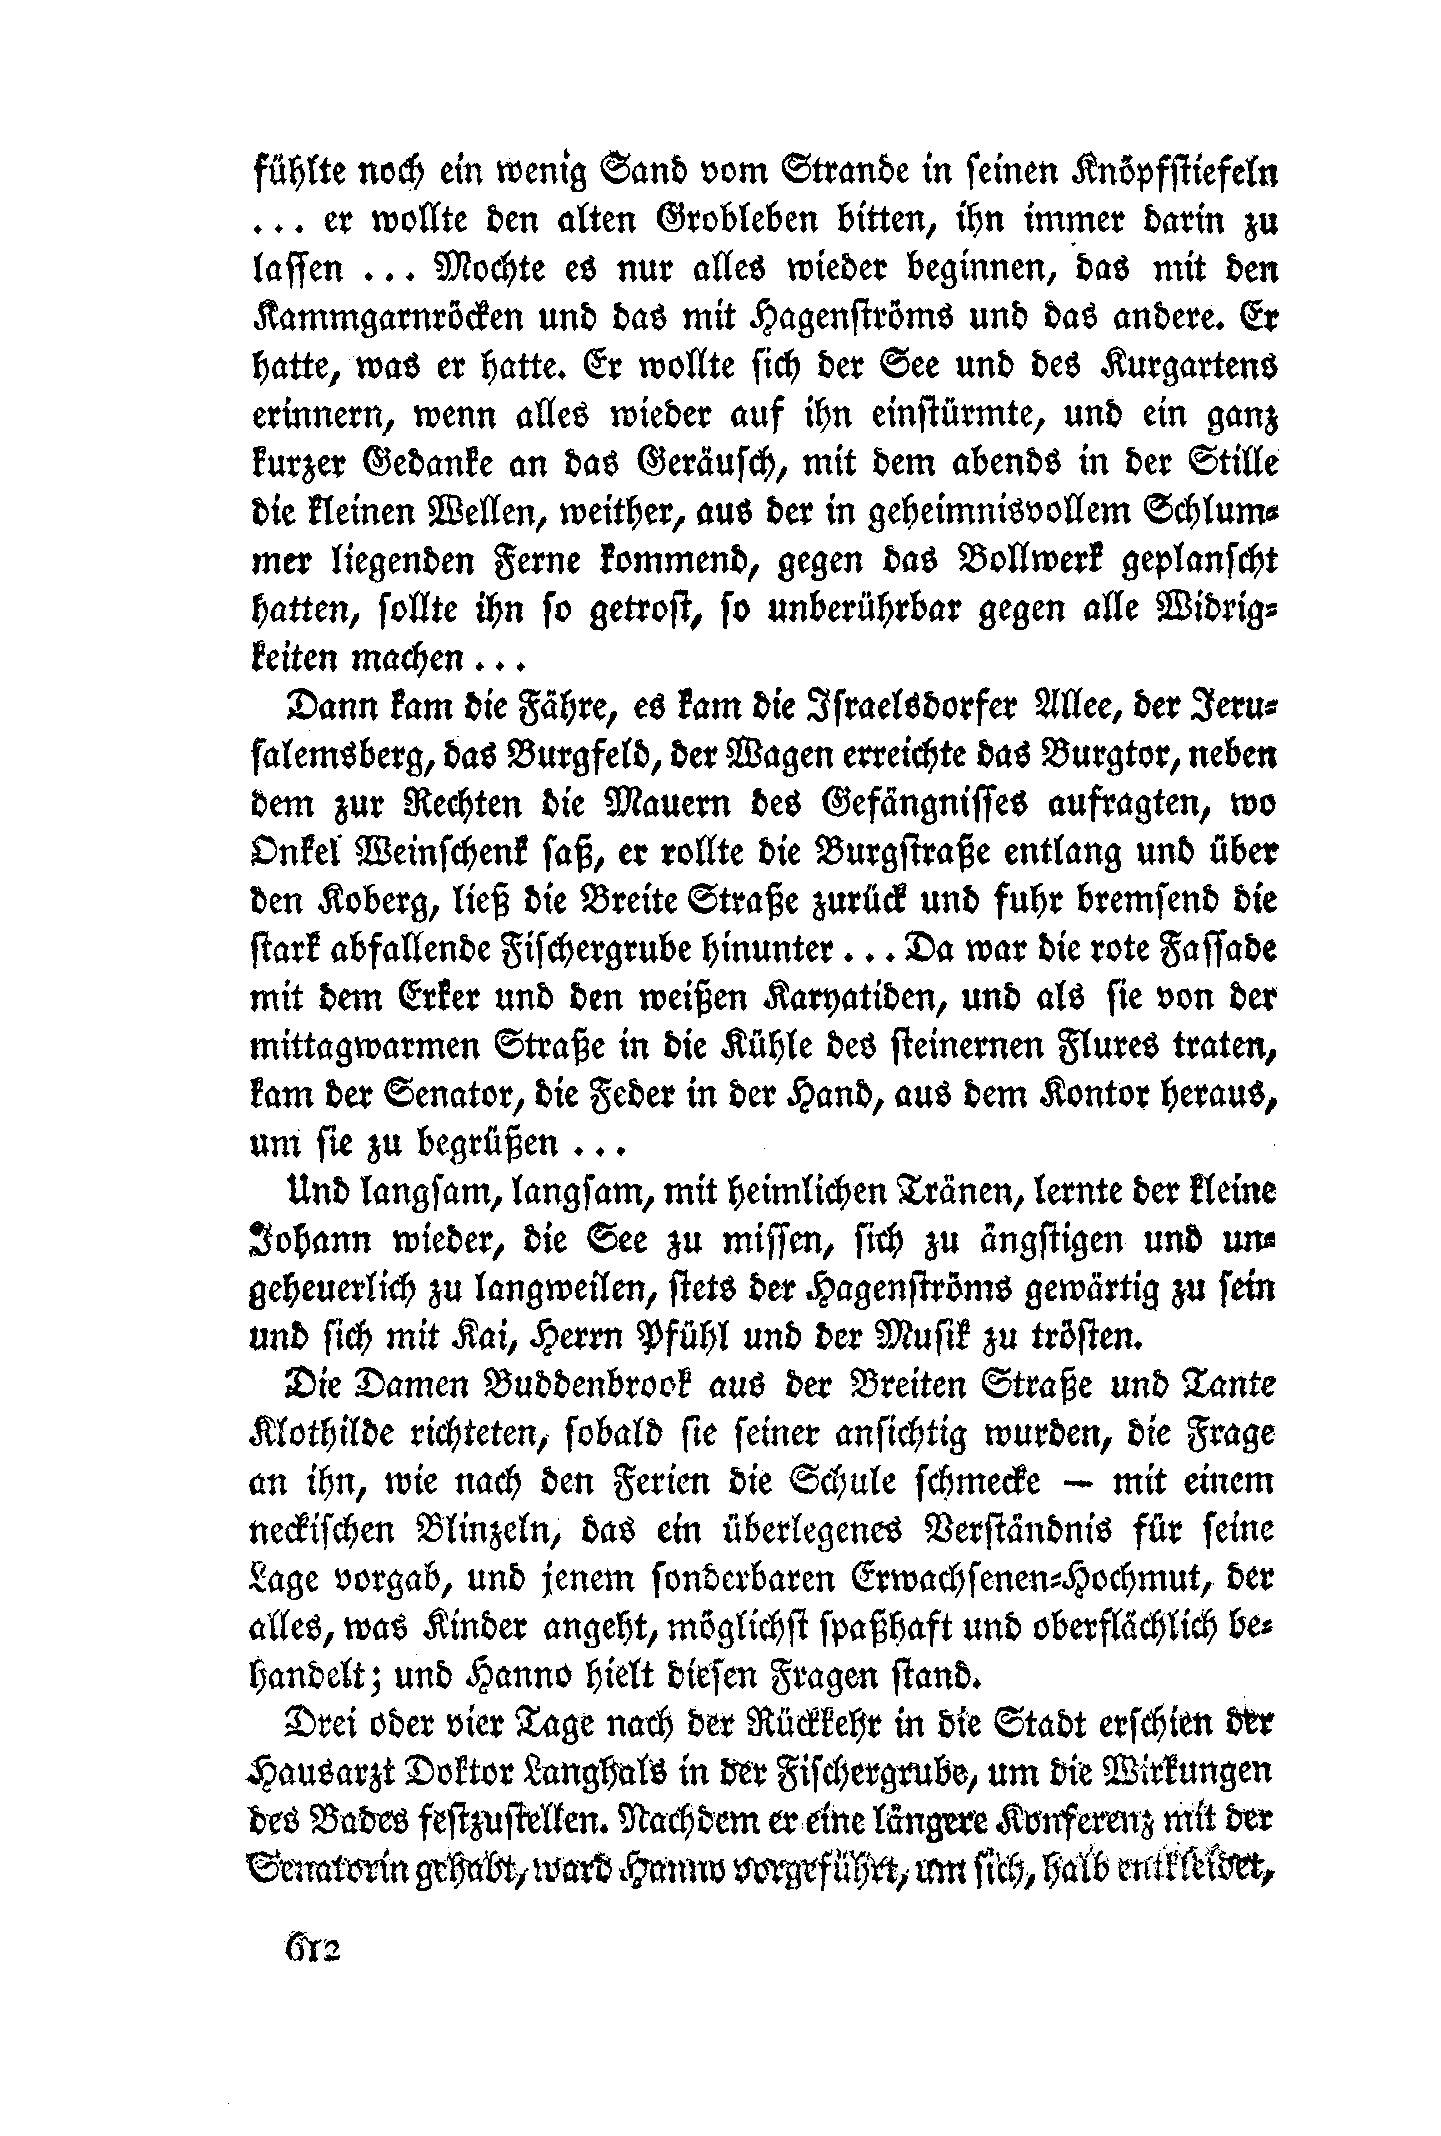 fühlte noch ein wenig Sand vom Strande in seinen Knöpfstiefeln
... er wollte den alten Grobleben bitten, ihn immer darin zu
lassen ... Mochte es nur alles wieder beginnen, das mit den
Kammgarnröcken und das mit Hagenströms und das andere. Er
hatte, was er hatte. Er wollte sich der See und des Kurgartens
erinnern, wenn alles wieder auf ihn einstürmte, und ein ganz
kurzer Gedanke an das Geräusch, mit dem abends in der Stille
die kleinen Wellen, weither, aus der in geheimnisvollem Schlum-
mer liegenden Ferne kommend, gegen das Bollwerk geplanscht
hatten, sollte ihn so getrost, so unberührbar gegen alle Widrig-
keiten machen ...
Dann kam die Fähre, es kam die Israelsdorfer Allee, der Jeru-
salemsberg, das Burgfeld, der Wagen erreichte das Burgtor, neben
dem zur Rechten die Mauern des Gefängnisses aufragten, wo
Onkel Weinschenk saß, er rollte die Burgstraße entlang und über
den Koberg, ließ die Breite Straße zurück und fuhr bremsend die
stark abfallende Fischergrube hinunter ... Da war die rote Fassade
mit dem Erker und den weißen Karyatiden, und als sie von der
mittagwarmen Straße in die Kühle des steinernen Flures traten,
kam der Senator, die Feder in der Hand, aus dem Kontor heraus,
um sie zu begrüßen ...
Und langsam, langsam, mit heimlichen Tränen, lernte der kleine
Johann wieder, die See zu missen, sich zu ängstigen und un-
geheuerlich zu langweilen, stets der Hagenströms gewärtig zu sein
und sich mit Kai, Herrn Pfühl und der Musik zu trösten.
Die Damen Buddenbrook aus der Breiten Straße und Tante
Klothilde richteten, sobald sie seiner ansichtig wurden, die Frage
an ihn, wie nach den Ferien die Schule schmecke — mit einem
neckischen Blinzeln, das ein überlegenes Verständnis für seine
Lage vorgab, und jenem sonderbaren Erwachsenen-Hochmut, der
alles, was Kinder angeht, möglichst spaßhaft und oberflächlich be-
handelt; und Hanno hielt diesen Fragen stand.
Drei oder vier Tage nach der Rückkehr in die Stadt erschien der
Hausarzt Doktor Langhals in der Fischergrube, um die Wirkungen
des Bades festzustellen. Nachdem er eine längere Konferenz mit der
Senatorin gehabt, ward Hanno vorgeführt, um sich, halb entkleidet,
612